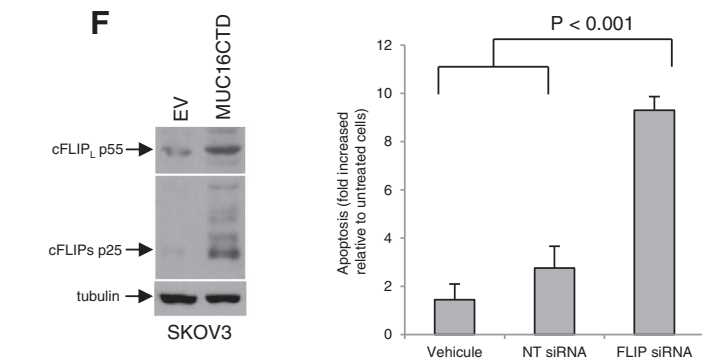 F
EV
MUC16CTD
cFLIPL p55
cFLIPs p25
tubulin
SKOV3
P < 0.001
Apoptosis (fold increased
relative to untreated cells)
12
10
8
6
4
2
0
Vehicule NT siRNA FLIP siRNA